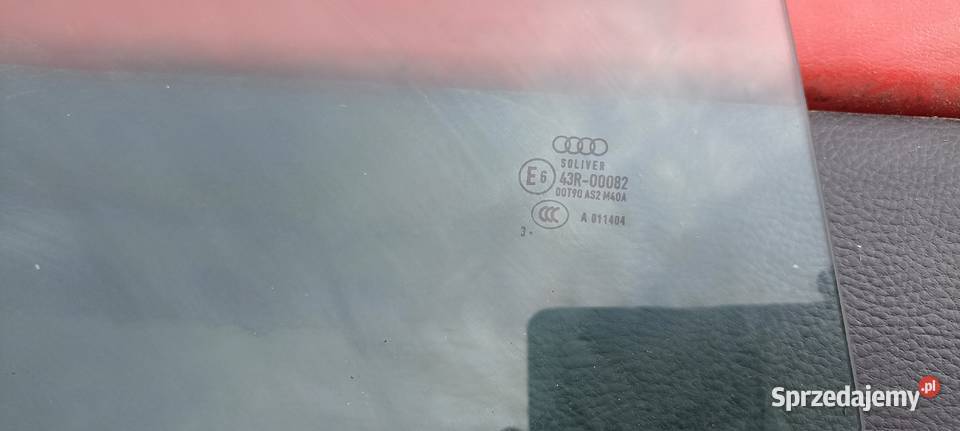 SOLIVER
E6 43R-00082
DOT90 AS2 M40A
CCC A 011404
3 .
Sprzedajemy.pl